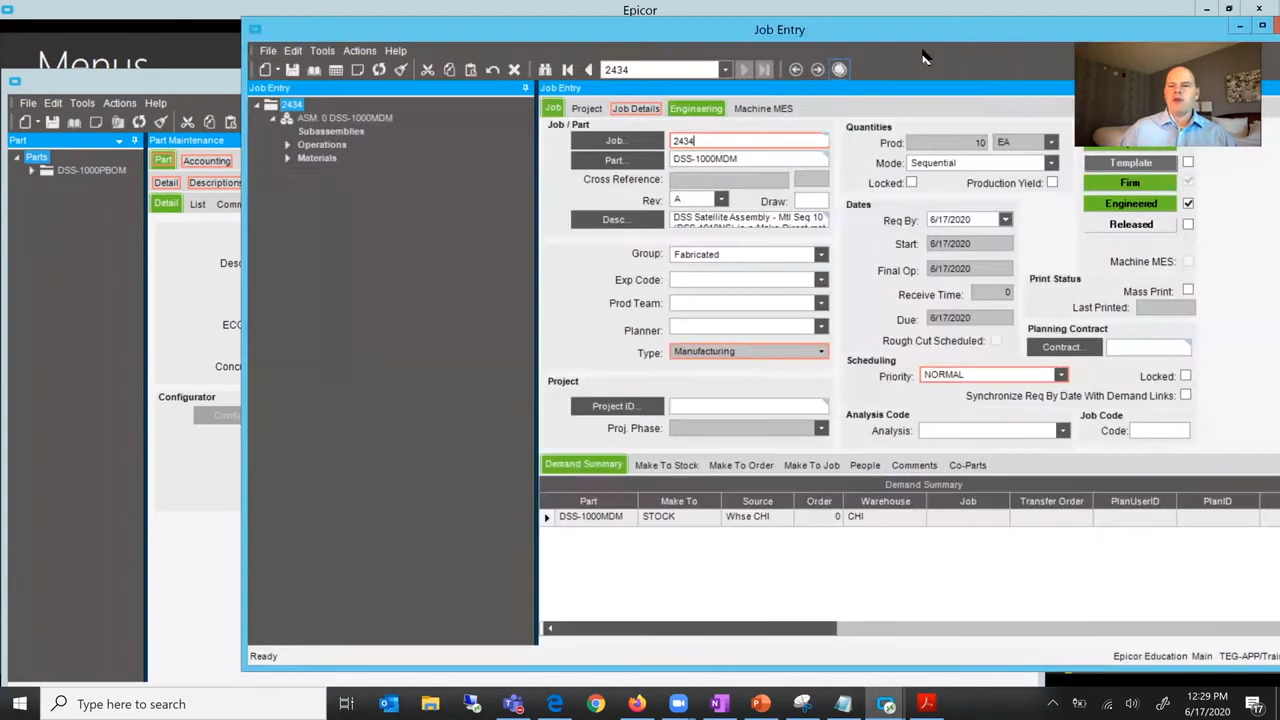 Epicor
Menus
Job Entry
File Edit Tools Actions Help
2434
Job Entry
2434
ASM: 0 DSS-1000MDM
Subassemblies
Operations
Materials
File Edit Tools Actions Help
Part
Part Maintenance
Parts
DSS-1000PBOM
Part Accounting
Detail Descriptions
Detail List
Configurator
Job Entry
Job Project Job Details Engineering Machine MES
Job / Part
Job... 2434
Part... DSS-1000MDM
Cross Reference:
Rev: A Draw:
Desc... DSS Satellite Assembly - Mtl Seq 10
Group: Fabricated
Exp Code:
Prod Team:
Planner:
Type: Manufacturing
Project
Project ID...
Proj. Phase:
Quantities
Prod: 10 EA
Mode: Sequential
Locked: Production Yield:
Dates
Req By: 6/17/2020
Start: 6/17/2020
Final Op: 6/17/2020
Receive Time: 0
Due: 6/17/2020
Rough Cut Scheduled:
Scheduling
Priority: NORMAL Locked:
Synchronize Req By Date With Demand Links:
Analysis Code
Analysis:
Job Code
Code:
Template
Firm
Engineered
Released
Machine MES:
Print Status
Mass Print:
Last Printed:
Planning Contract
Contract...
Demand Summary Make To Stock Make To Order Make To Job People Comments Co-Parts
Demand Summary
Part Make To Source Order Warehouse Job Transfer Order PlanUserID PlanID
DSS-1000MDM STOCK Whse CHI 0 CHI
Ready
Epicor Education Main TEG-APP/Trai
Type here to search
12:29 PM
6/17/2020
17